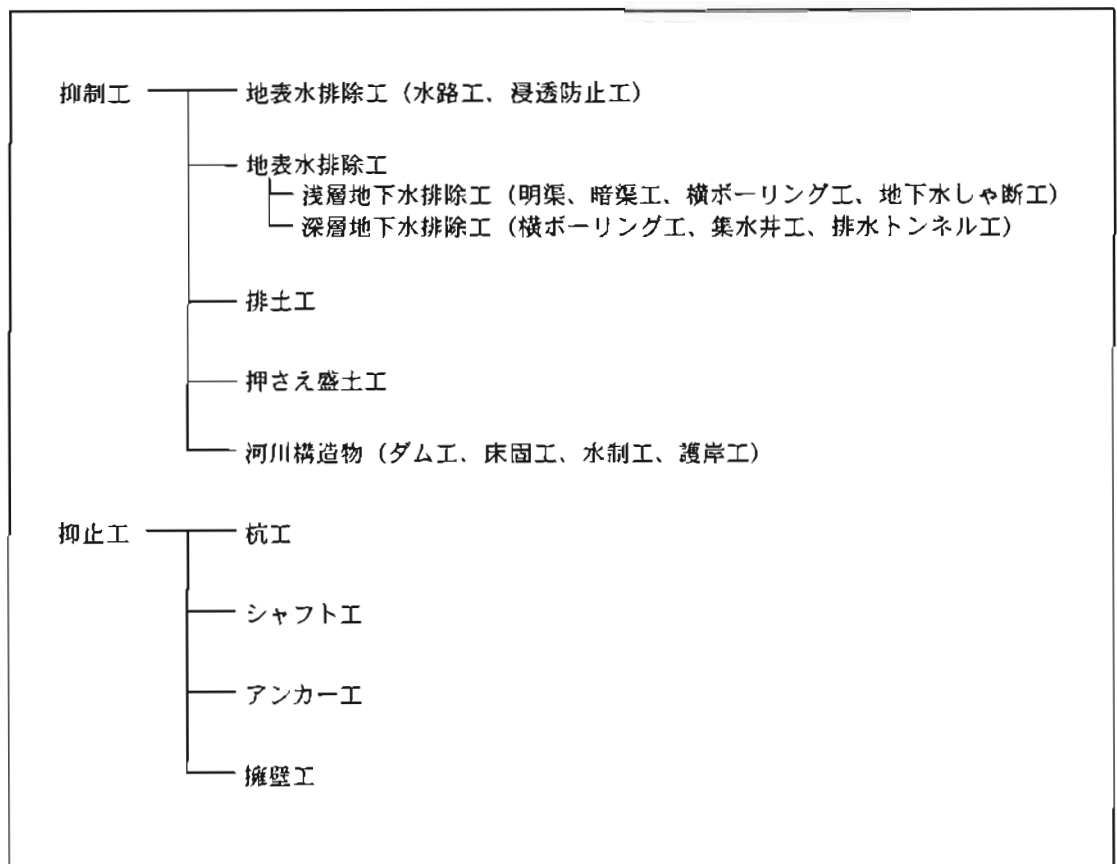 抑制工 地表水排除工（水路工、浸透防止工）
地表水排除工
浅層地下水排除工（明渠、暗渠工、横ボーリング工、地下水しゃ断工）
深層地下水排除工（横ボーリング工、集水井工、排水トンネル工）
排土工
押さえ盛土工
河川構造物（ダム工、床固工、水制工、護岸工）
抑止工 杭工
シャフト工
アンカー工
擁壁工